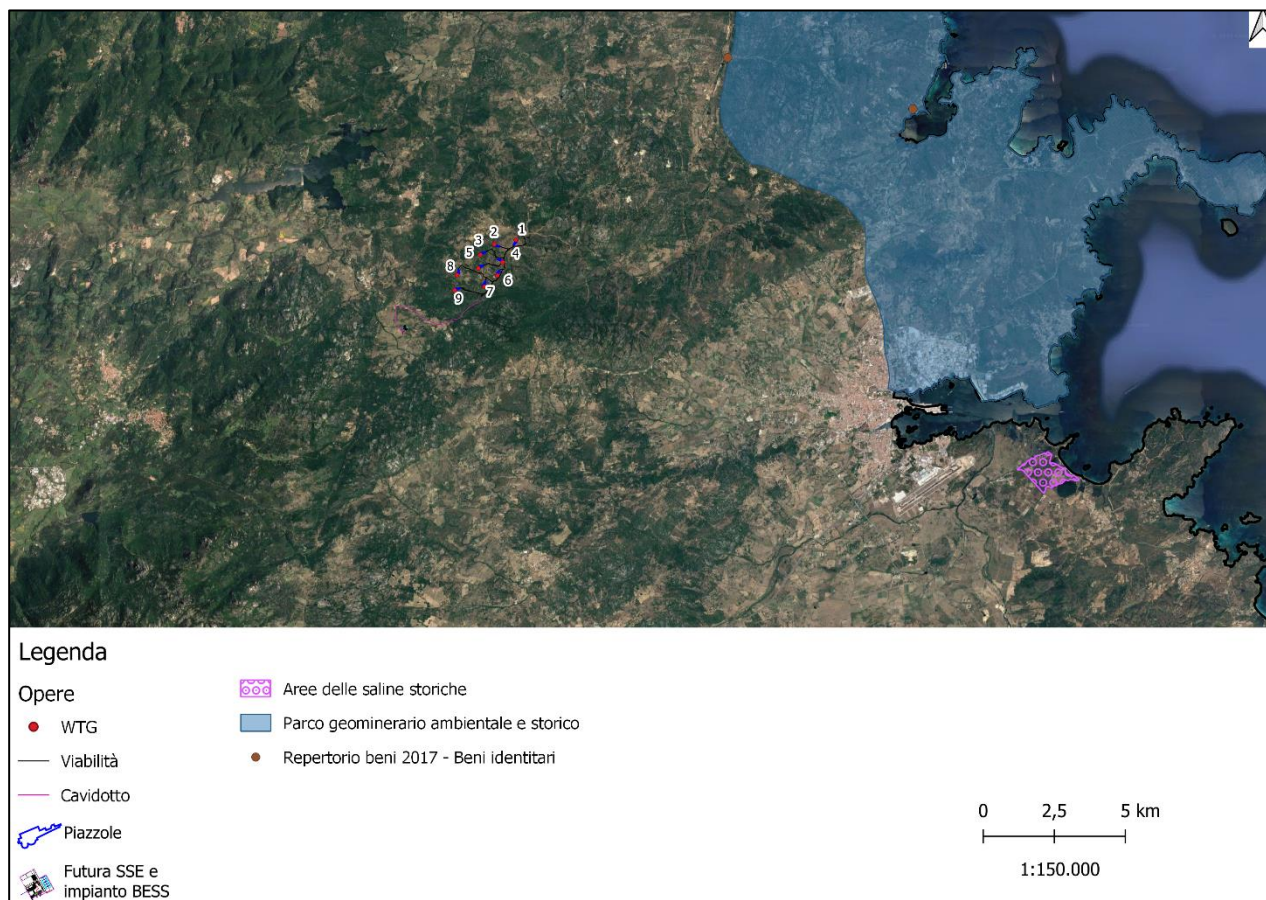 1
2
3
4
5
8
6
7
9
Legenda
Opere
WTG
Viabilità
Cavidotto
Piazzole
Futura SSE e
impianto BESS
Aree delle saline storiche
Parco geominerario ambientale e storico
Repertorio beni 2017 - Beni identitari
0 2,5 5 km
1:150.000